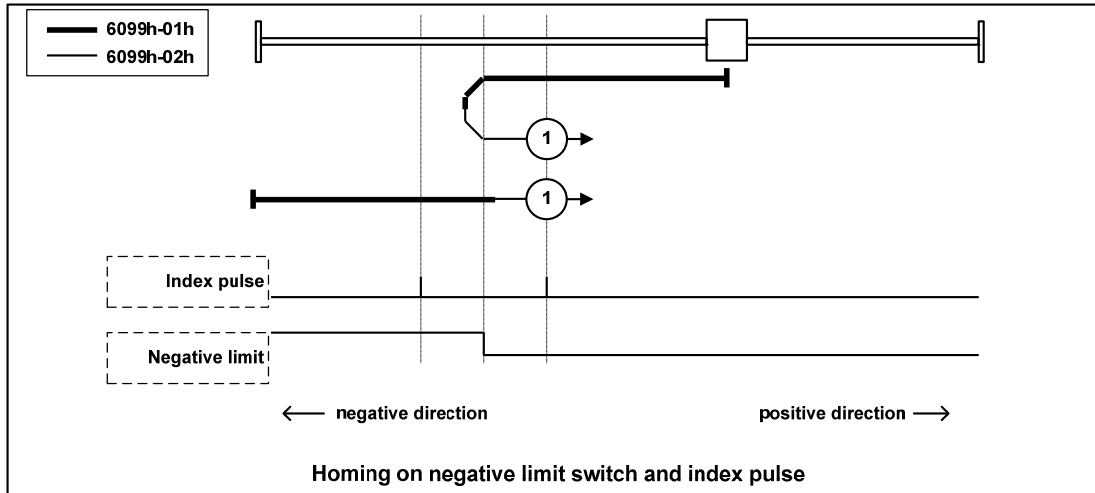 6099h-01h
6099h-02h
1
1
Index pulse
Negative limit
negative direction
positive direction
Homing on negative limit switch and index pulse